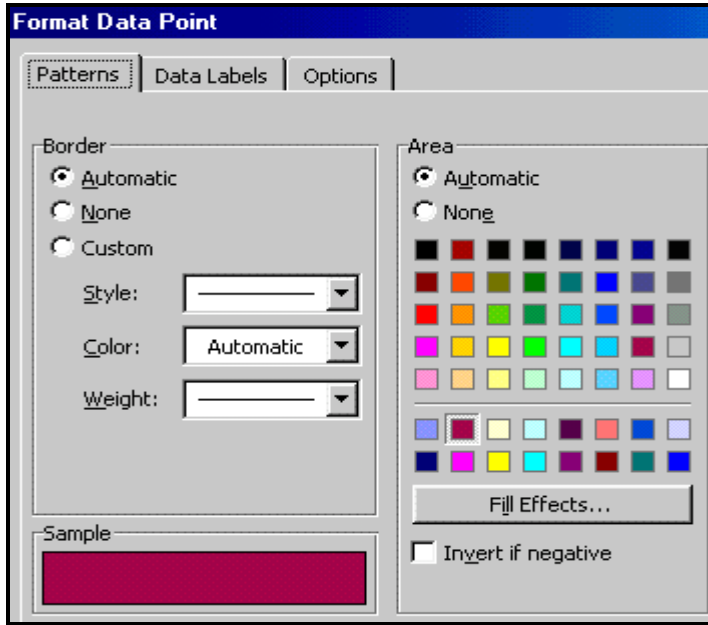 Format Data Point
Patterns Data Labels Options
Border
Automatic
None
Custom
Style:
Color: Automatic
Weight:
Sample
Area
Automatic
None
Fill Effects...
Invert if negative